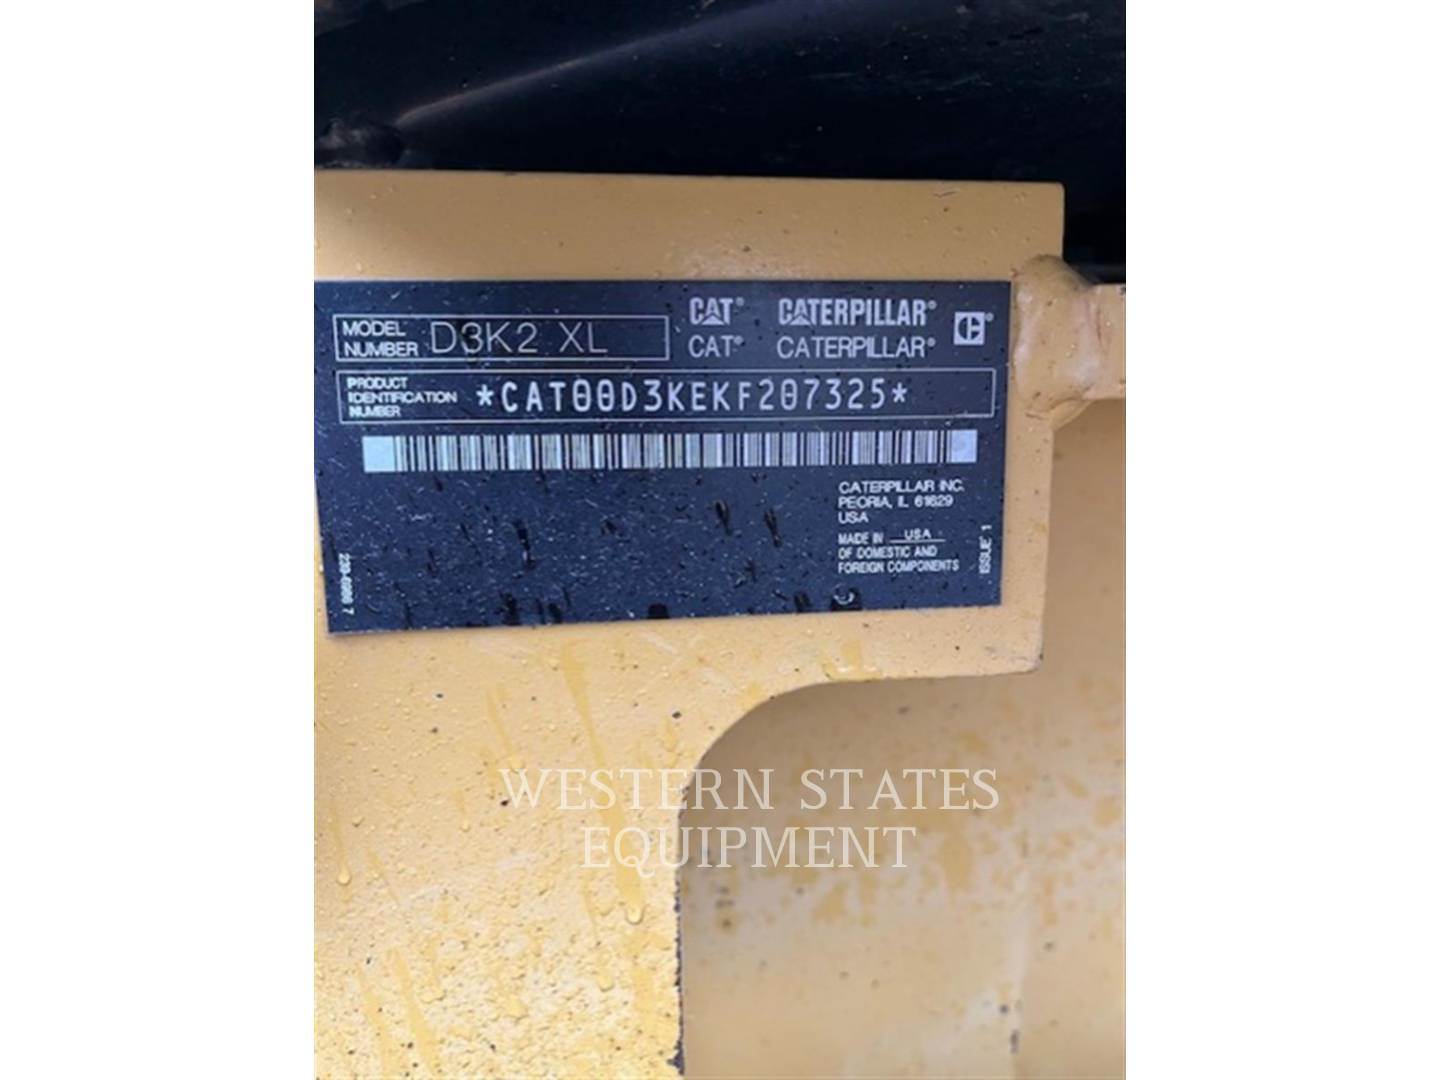 MODEL NUMBER D3K2 XL
CAT® CATERPILLAR®
CAT® CATERPILLAR®
PRODUCT IDENTIFICATION NUMBER *CAT00D3KEKF207325*
CATERPILLAR INC.
PEORIA, IL 61629
USA
MADE IN USA
OF DOMESTIC AND
FOREIGN COMPONENTS
ISSUE 1
WESTERN STATES
EQUIPMENT